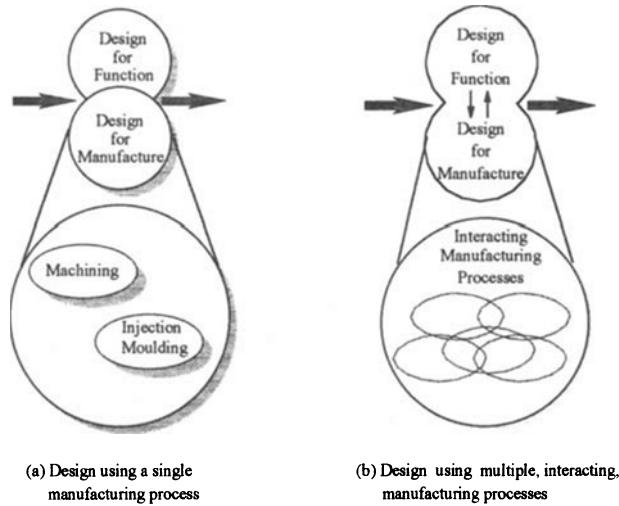 Design
for
Function
Design
for
Manufacture
Machining
Injection
Moulding
(a) Design using a single
manufacturing process
Design
for
Function
Design
for
Manufacture
Interacting
Manufacturing
Processes
(b) Design using multiple, interacting,
manufacturing processes